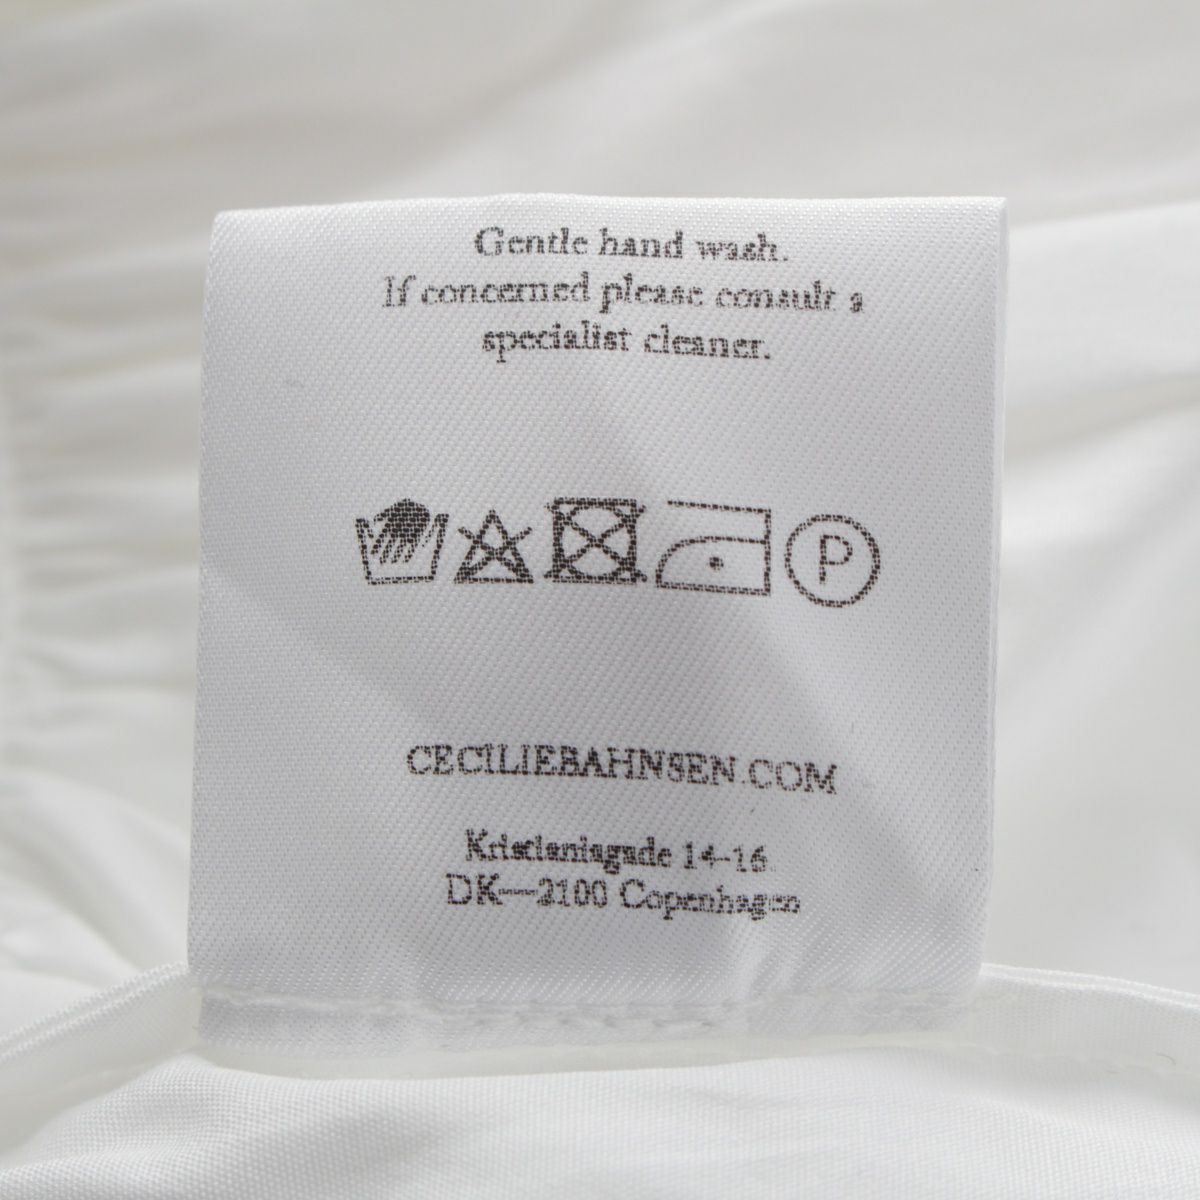 Gentle hand wash.
If concerned please consult a
specialist cleaner.
P
CECILIEBAHNSEN.COM
Kristianiagade 14-16.
DK—2100 Copenhagen